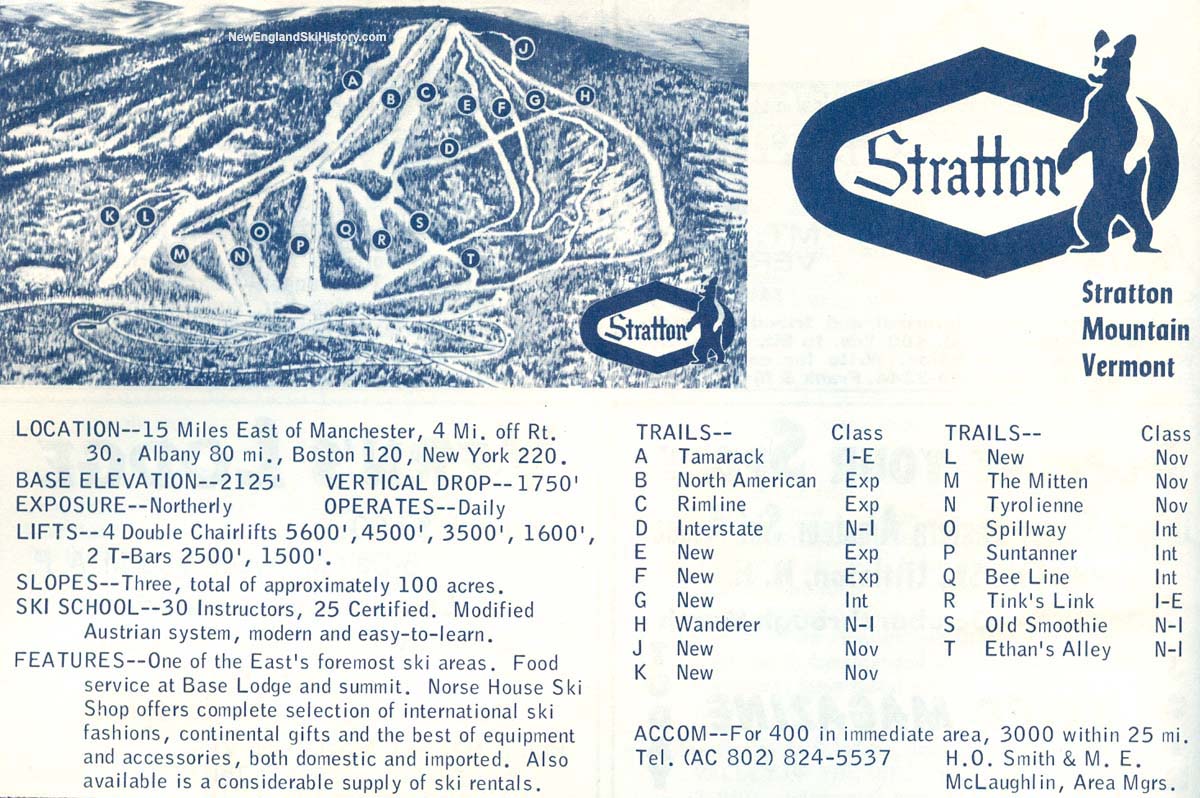 NewEnglandSkiHistory.com
A
B
C
D
E
F
G
H
J
K
L
M
N
O
P
Q
R
S
T
Stratton
Stratton
Stratton
Mountain
Vermont
LOCATION--15 Miles East of Manchester, 4 Mi. off Rt.
30. Albany 80 mi., Boston 120, New York 220.
BASE ELEVATION--2125' VERTICAL DROP--1750'
EXPOSURE--Northerly OPERATES--Daily
LIFTS--4 Double Chairlifts 5600', 4500', 3500', 1600',
2 T-Bars 2500', 1500'.
SLOPES--Three, total of approximately 100 acres.
SKI SCHOOL--30 Instructors, 25 Certified. Modified
Austrian system, modern and easy-to-learn.
FEATURES--One of the East's foremost ski areas. Food
service at Base Lodge and summit. Norse House Ski
Shop offers complete selection of international ski
fashions, continental gifts and the best of equipment
and accessories, both domestic and imported. Also
available is a considerable supply of ski rentals.
TRAILS-- Class
A Tamarack I-E
B North American Exp
C Rimline Exp
D Interstate N-I
E New Exp
F New Exp
G New Int
H Wanderer N-I
J New Nov
K New Nov
TRAILS-- Class
L New Nov
M The Mitten Nov
N Tyrolienne Nov
O Spillway Int
P Suntanner Int
Q Bee Line Int
R Tink's Link I-E
S Old Smoothie N-I
T Ethan's Alley N-I
ACCOM--For 400 in immediate area, 3000 within 25 mi.
Tel. (AC 802) 824-5537 H.O. Smith & M. E.
McLaughlin, Area Mgrs.